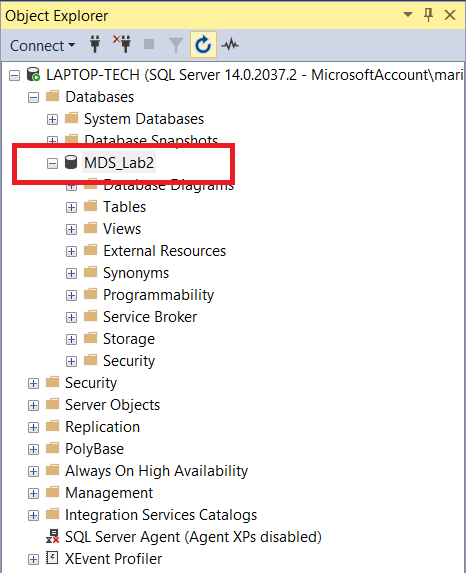 Object Explorer
Connect
LAPTOP-TECH (SQL Server 14.0.2037.2 - MicrosoftAccount\mari
Databases
System Databases
Database Snapshots
MDS_Lab2
Database Diagrams
Tables
Views
External Resources
Synonyms
Programmability
Service Broker
Storage
Security
Security
Server Objects
Replication
PolyBase
Always On High Availability
Management
Integration Services Catalogs
SQL Server Agent (Agent XPs disabled)
XEvent Profiler